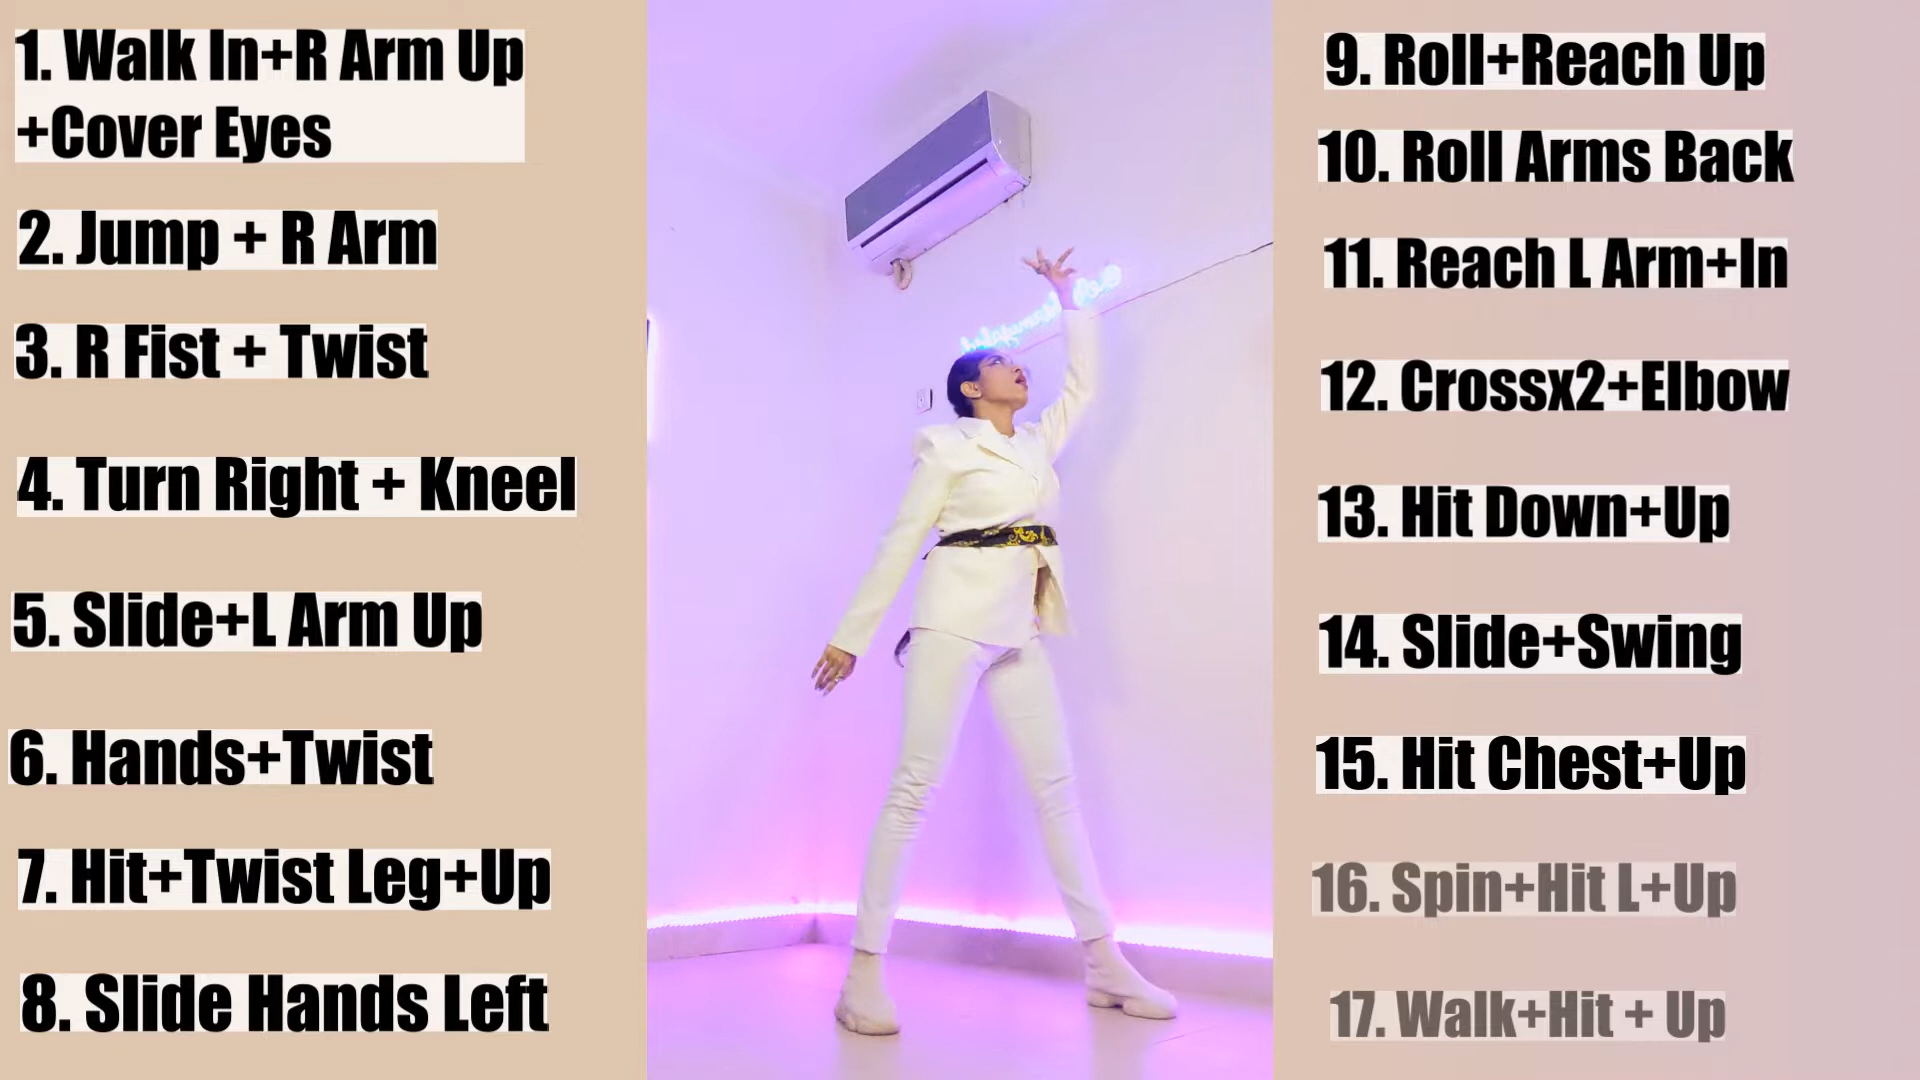 1. Walk In+R Arm Up
+Cover Eyes
2. Jump + R Arm
3. R Fist + Twist
4. Turn Right + Kneel
5. Slide+L Arm Up
6. Hands+Twist
7. Hit+Twist Leg+Up
8. Slide Hands Left
9. Roll+Reach Up
10. Roll Arms Back
11. Reach L Arm+In
12. Crossx2+Elbow
13. Hit Down+Up
14. Slide+Swing
15. Hit Chest+Up
16. Spin+Hit L+Up
17. Walk+Hit + Up